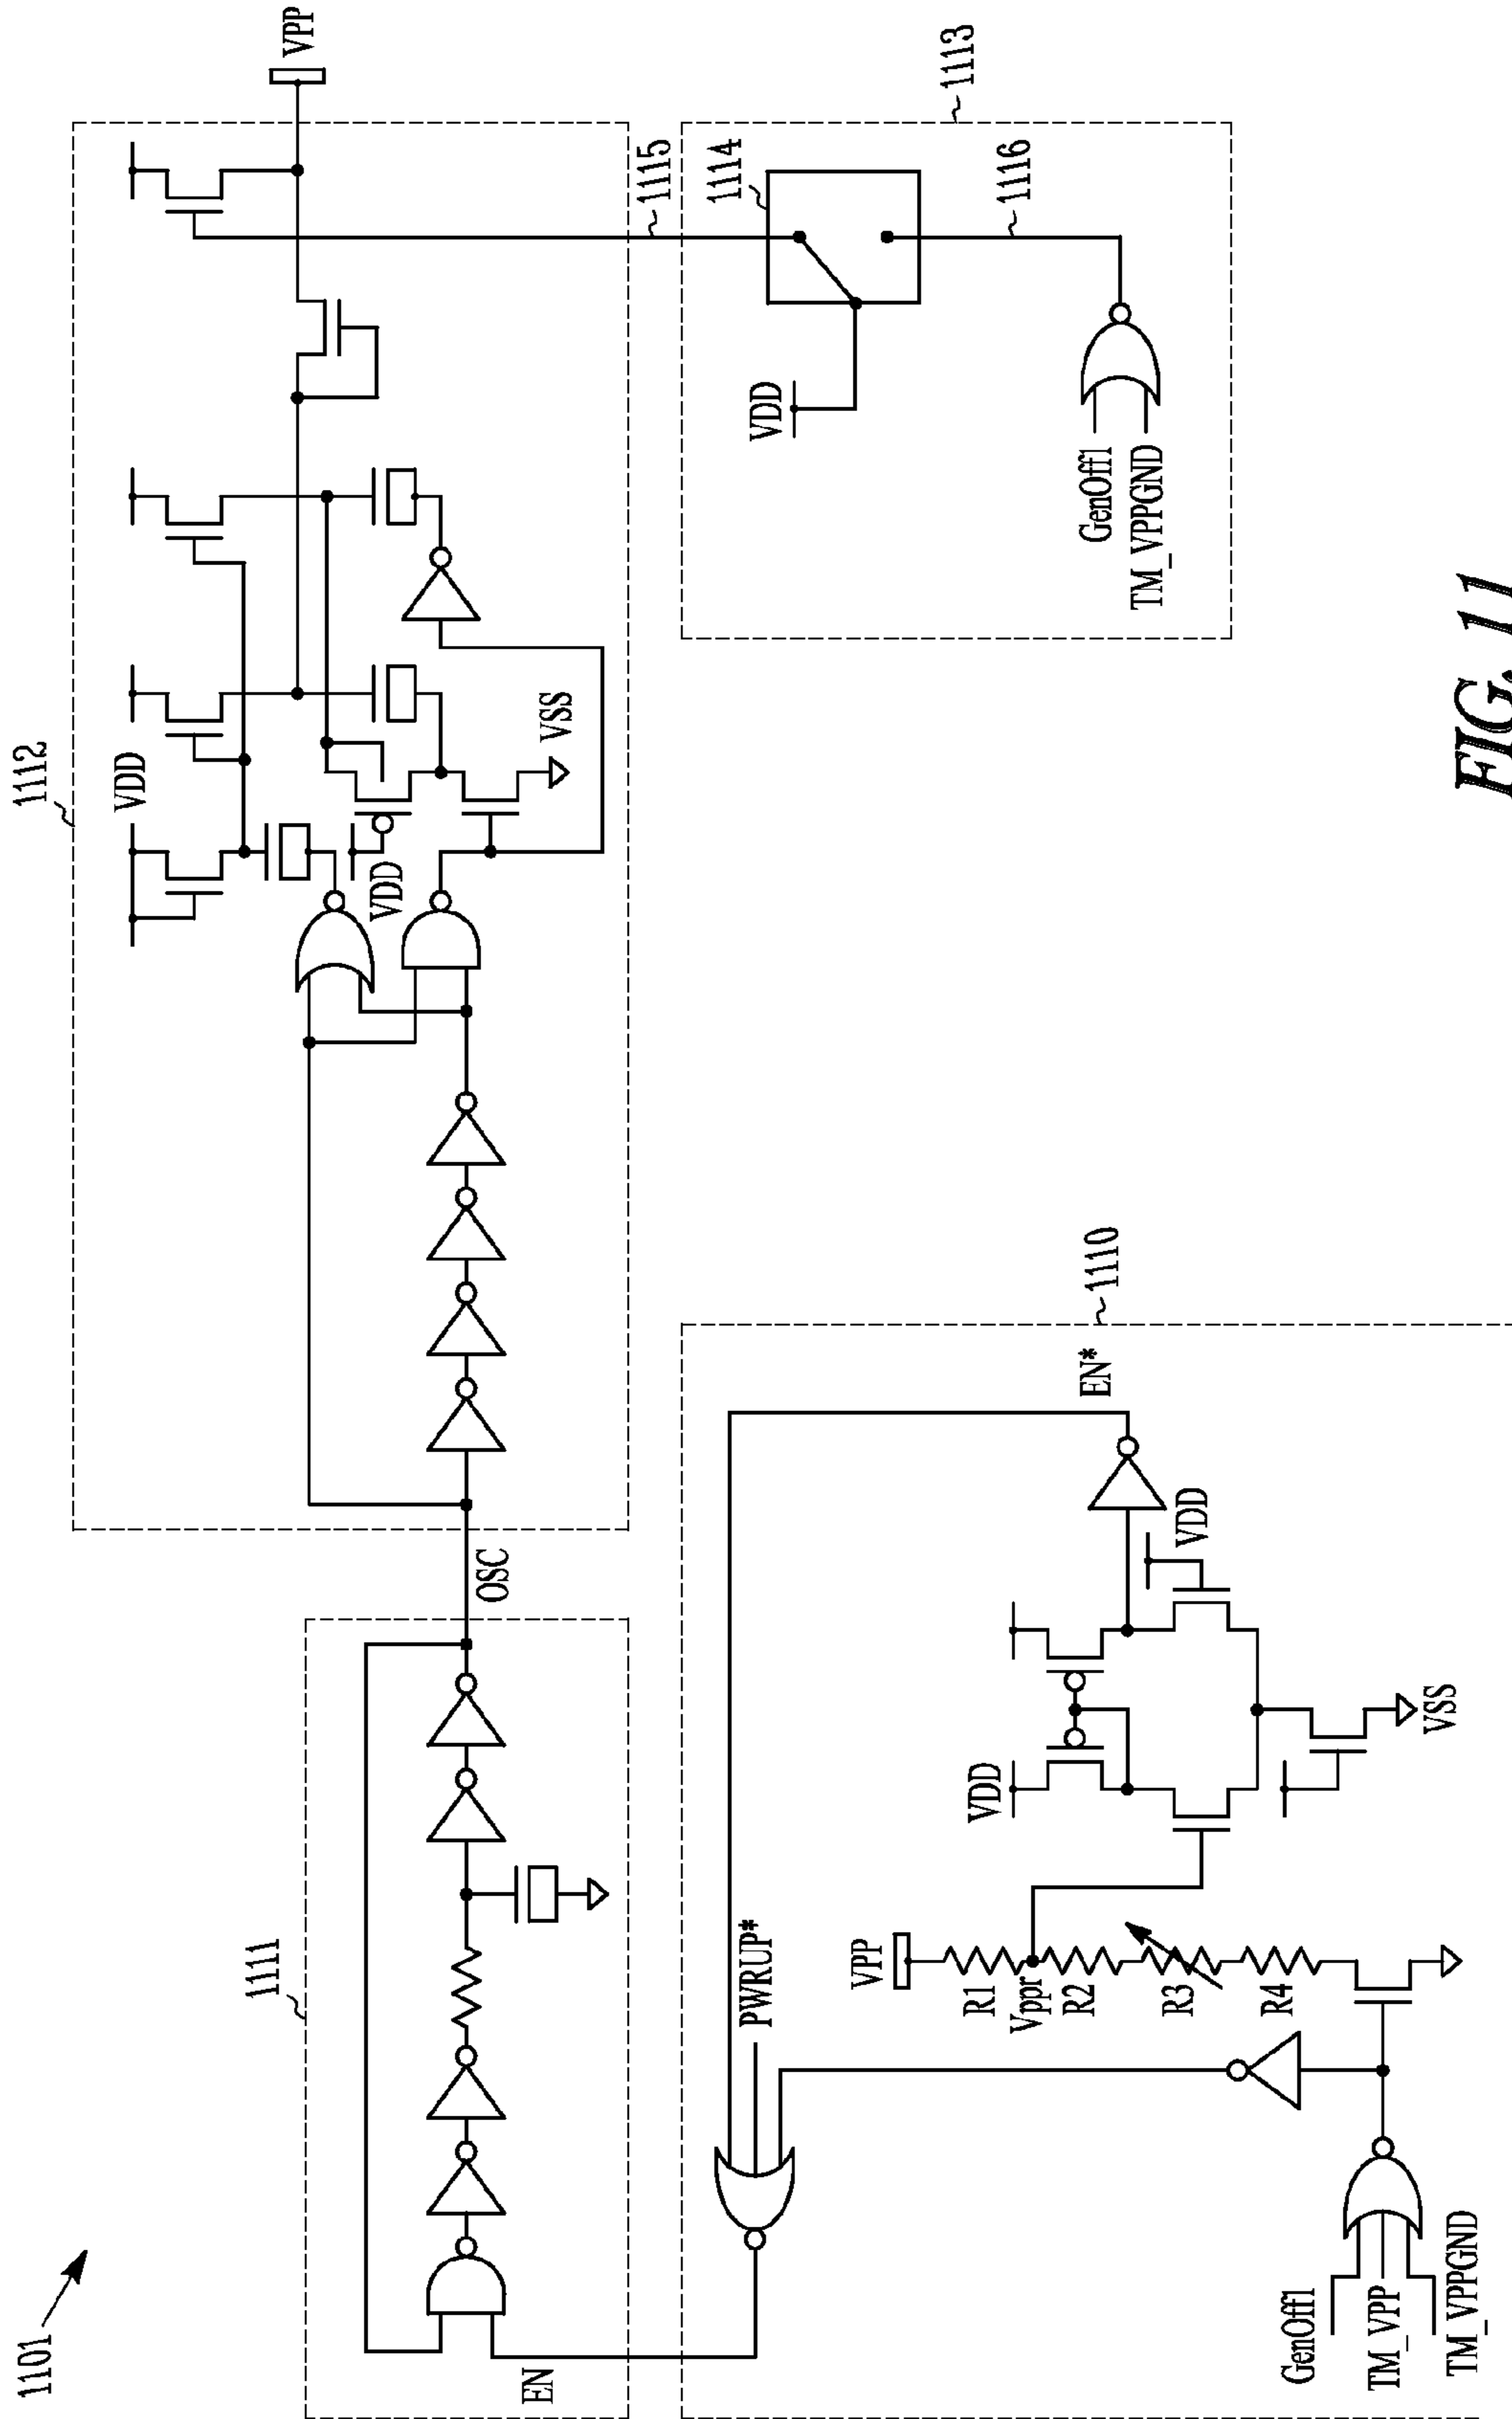 1101
1111
EN
OSC
1112
VDD
VDD
VSS
VPP
1115
1113
1114
VDD
1116
GenOff1
TM_VPPGND
1110
EN*
PWRUP*
VPP
R1
Vppr
R2
R3
R4
VDD
VDD
VSS
GenOff1
TM_VPP
TM_VPPGND
FIG. 11